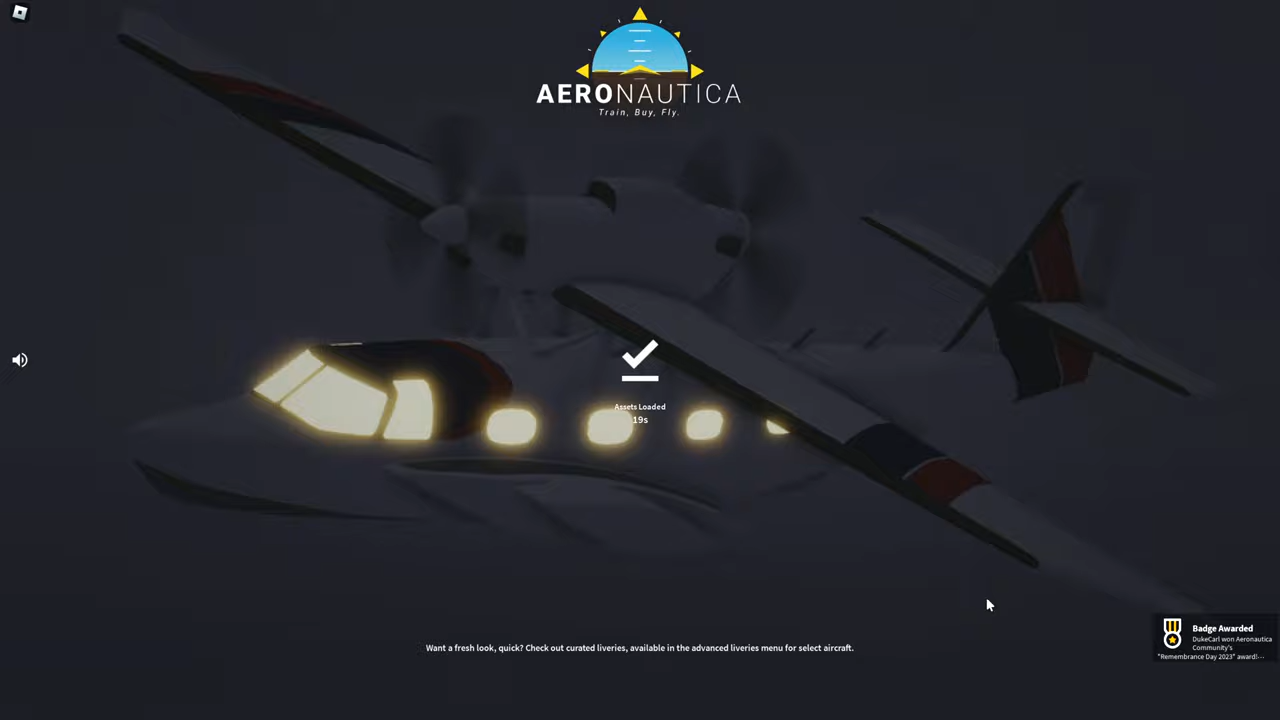 AERONAUTICA
Train, Buy, Fly.
Assets Loaded
19s
Want a fresh look, quick? Check out curated liveries, available in the advanced liveries menu for select aircraft.
Badge Awarded
DukeCarl won Aeronautica
Community's
"Remembrance Day 2023" award!···